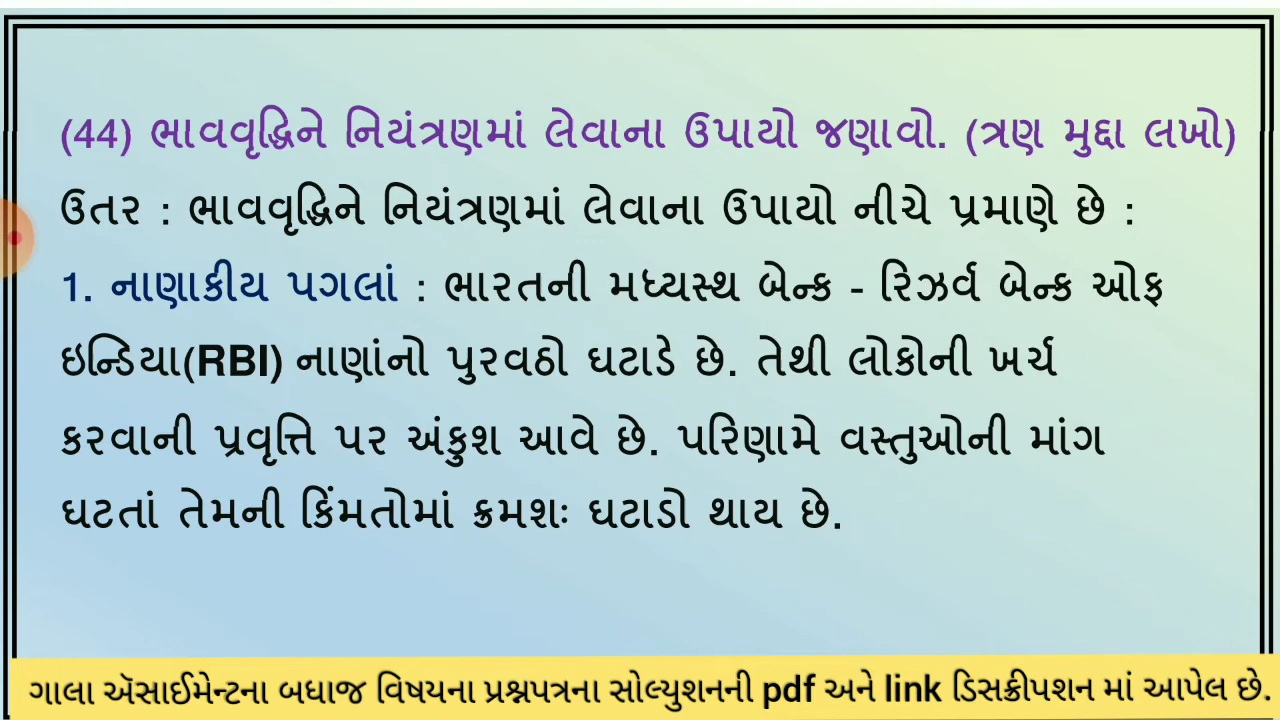 (44) ભાવવૃદ્ધિને નિયંત્રણમાં લેવાના ઉપાયો જણાવો. (ત્રણ મુદ્દા લખો)
ઉતર : ભાવવૃદ્ધિને નિયંત્રણમાં લેવાના ઉપાયો નીચે પ્રમાણે છે :
1. નાણાકીય પગલાં : ભારતની મધ્યસ્થ બેન્ક - રિઝર્વ બેન્ક ઓફ
ઇન્ડિયા(RBI) નાણાંનો પુરવઠો ઘટાડે છે. તેથી લોકોની ખર્ચ
કરવાની પ્રવૃત્તિ પર અંકુશ આવે છે. પરિણામે વસ્તુઓની માંગ
ઘટતાં તેમની કિંમતોમાં ક્રમશઃ ઘટાડો થાય છે.
ગાલા ઍસાઈમેન્ટના બધાજ વિષયના પ્રશ્નપત્રના સોલ્યુશનની pdf અને link ડિસક્રીપશન માં આપેલ છે.